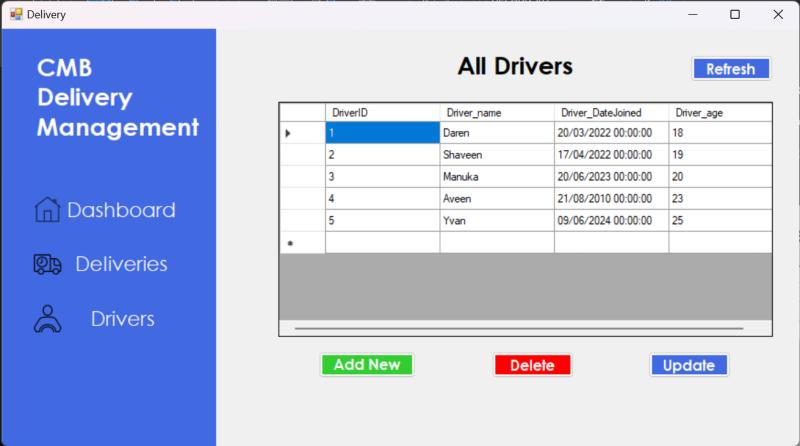 Delivery
CMB
Delivery
Management
Dashboard
Deliveries
Drivers
All Drivers
Refresh
DriverID Driver_name Driver_DateJoined Driver_age
1 Daren 20/03/2022 00:00:00 18
2 Shaveen 17/04/2022 00:00:00 19
3 Manuka 20/06/2023 00:00:00 20
4 Aveen 21/08/2010 00:00:00 23
5 Yvan 09/06/2024 00:00:00 25
*
Add New
Delete
Update